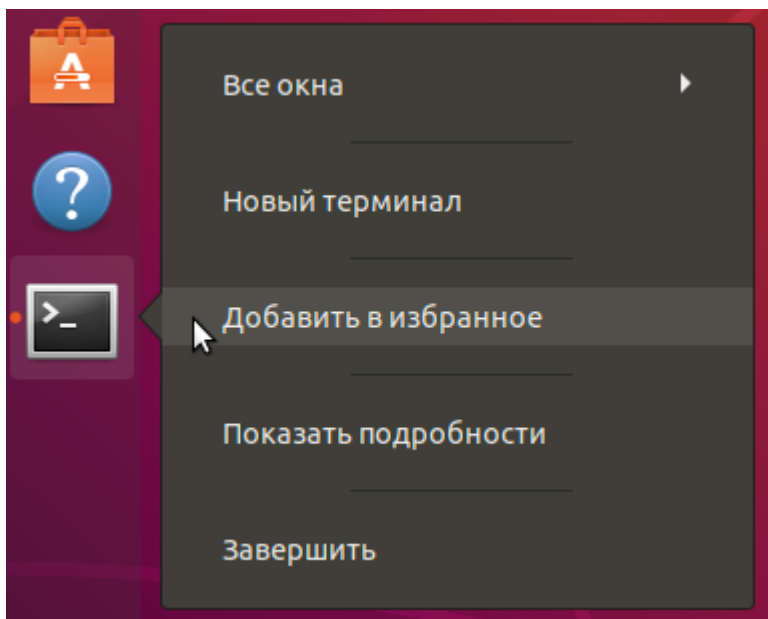 Все окна
Новый терминал
Добавить в избранное
Показать подробности
Завершить